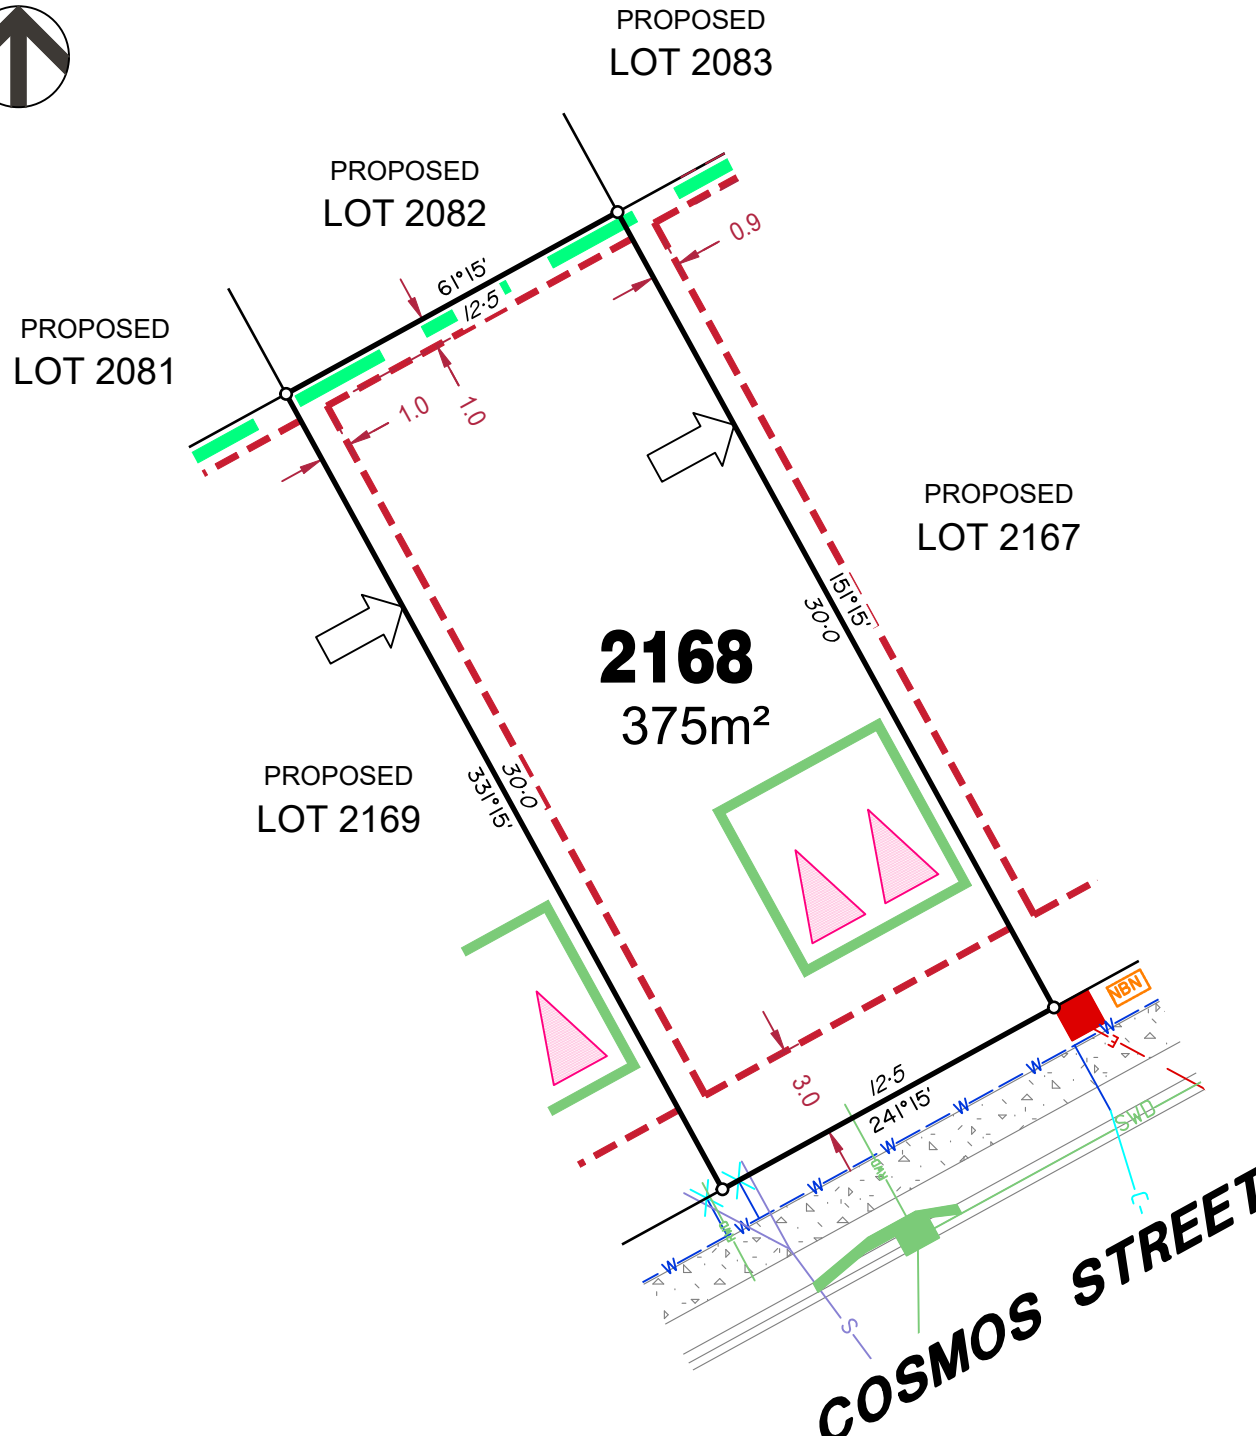 PROPOSED
LOT 2083
PROPOSED
LOT 2082
0.9
61°15'
12·5
PROPOSED
LOT 2081
1.0
1.0
PROPOSED
LOT 2167
151°15'
30·0
2168
375m²
PROPOSED
LOT 2169
30·0
331°15'
NBN
W
E
W
12·5
3.0
241°15'
W
SWD
W
RWD
W
RWD
W
W
S
COSMOS STREET